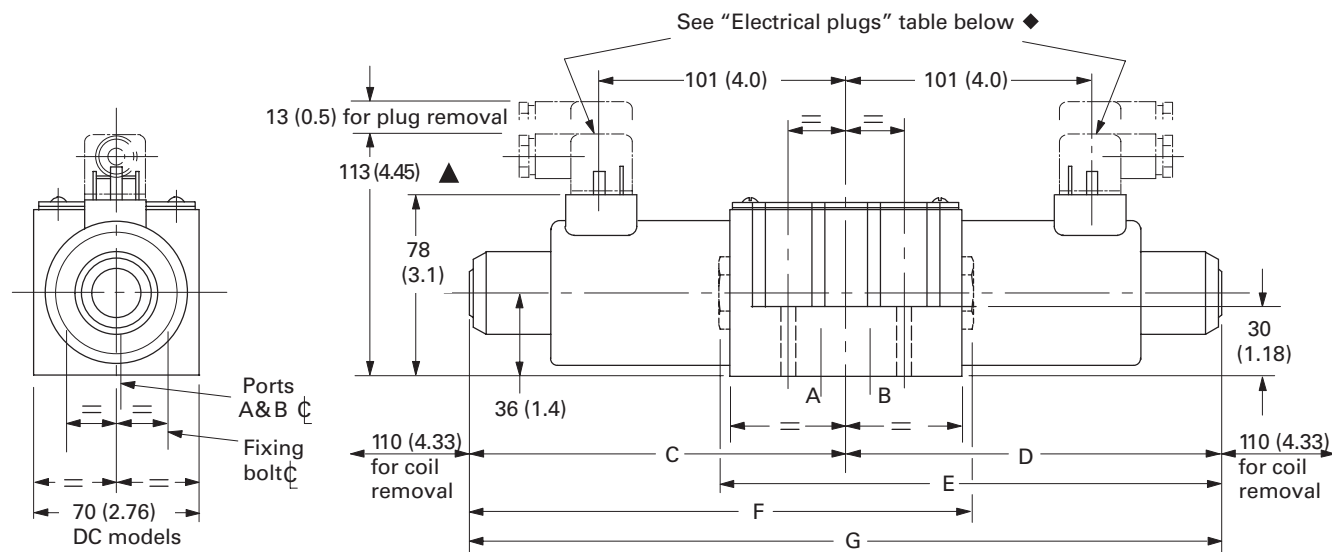 See “Electrical plugs” table below ◆
101 (4.0)
101 (4.0)
13 (0.5) for plug removal
=
=
113 (4.45) ▲
78
(3.1)
30
(1.18)
36 (1.4)
A
B
Ports
A&B ℄
=
=
Fixing
bolt℄
=
=
110 (4.33)
for coil
removal
C
D
110 (4.33)
for coil
removal
=
=
70 (2.76)
DC models
E
F
G